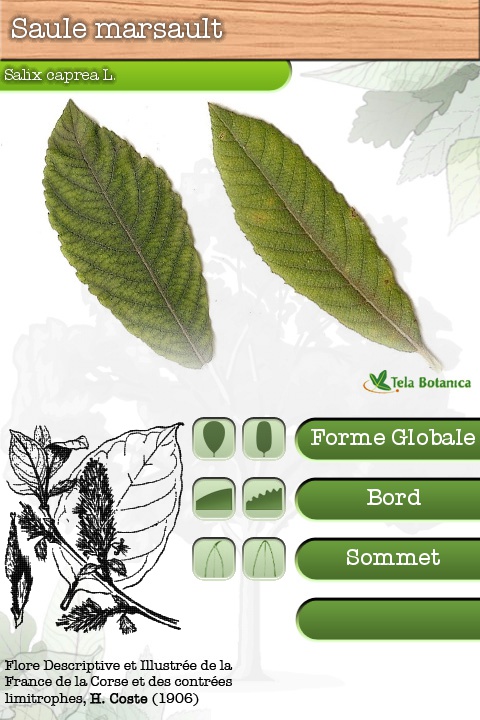 Saule marsault
Salix caprea L.
Tela Botanica
Forme Globale
Bord
Sommet
Flore Descriptive et Illustrée de la
France de la Corse et des contrées
limitrophes, H. Coste (1906)